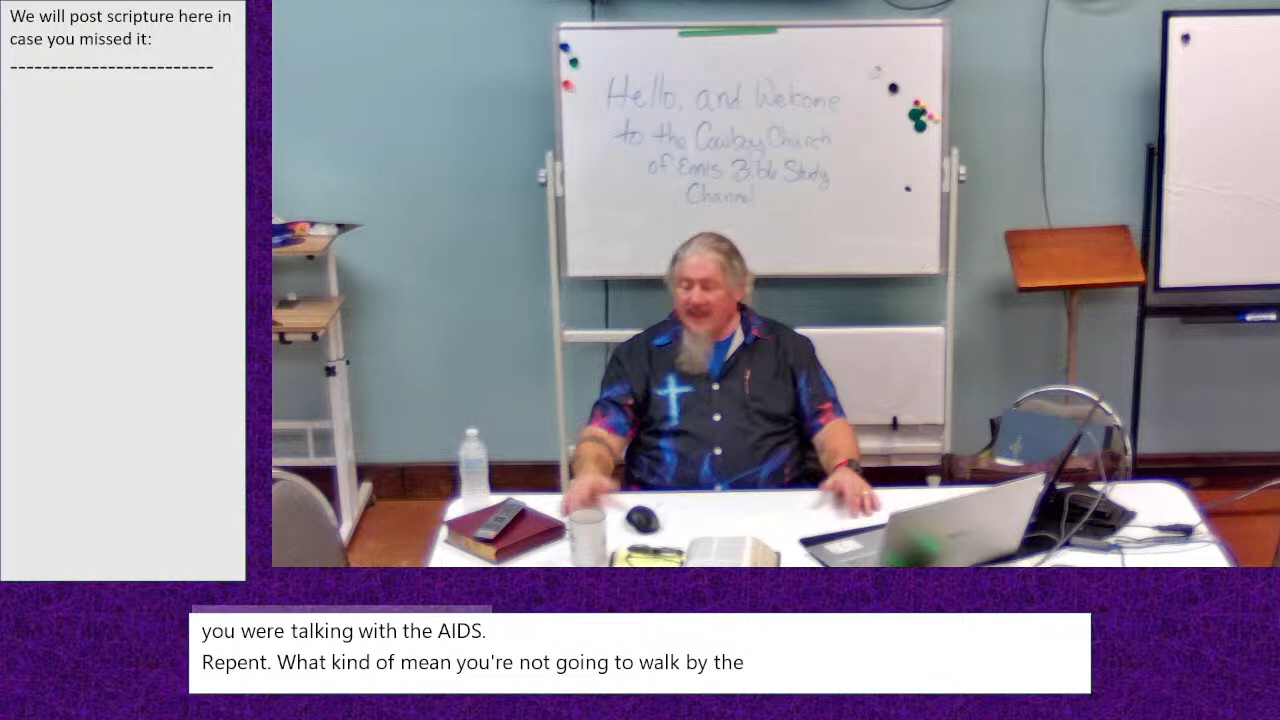 We will post scripture here in
case you missed it:
-------------------------
Hello, and Welcome
to the Cowboy Church
of Ennis Bible Study
Channel
you were talking with the AIDS.
Repent. What kind of mean you're not going to walk by the